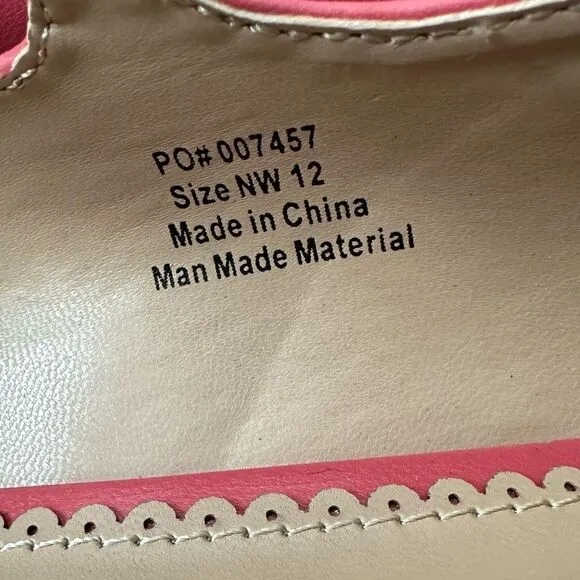 PO# 007457
Size NW 12
Made in China
Man Made Material